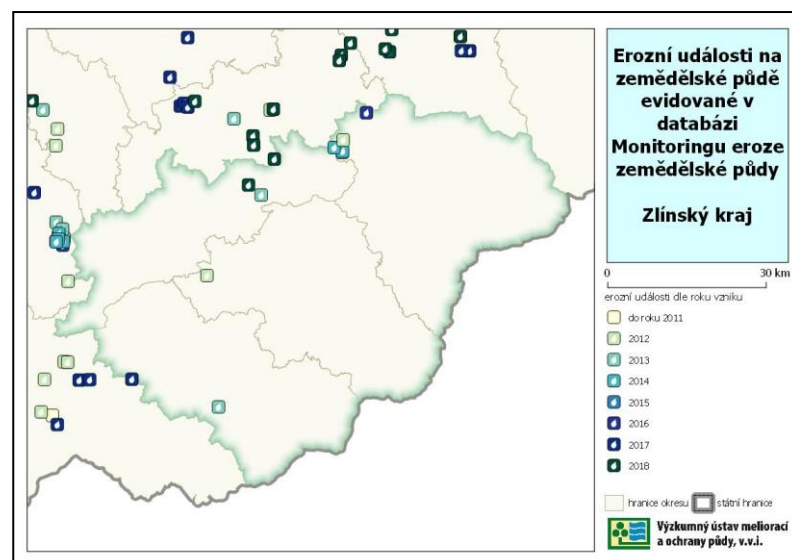 Erozní události na
zemědělské půdě
evidované v
databázi
Monitoringu eroze
zemědělské půdy
Zlínský kraj
0 30 km
erozní události dle roku vzniku
do roku 2011
2012
2013
2014
2015
2016
2017
2018
hranice okresu státní hranice
Výzkumný ústav meliorací
a ochrany půdy, v.v.i.